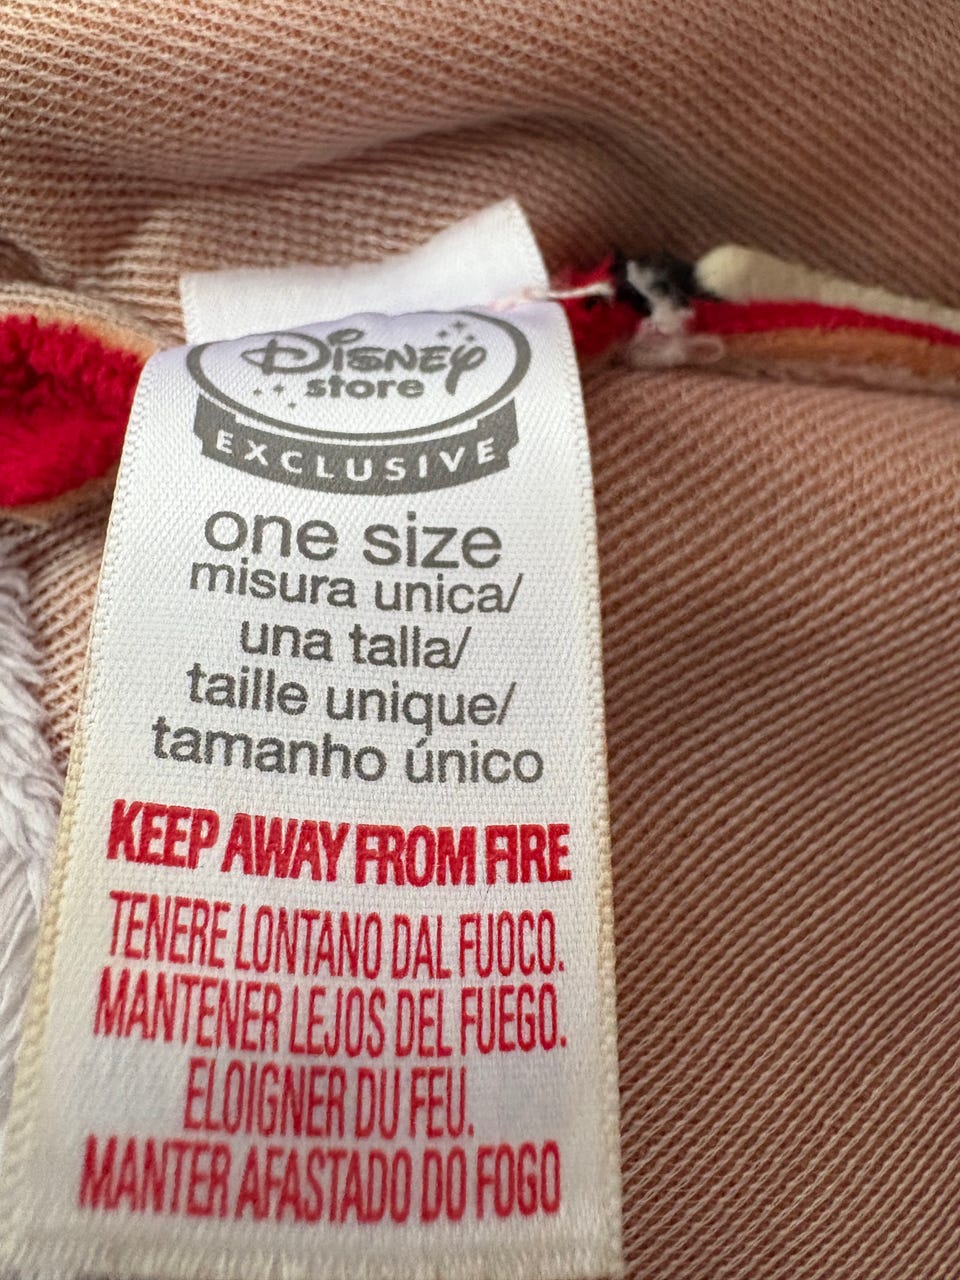 DISNEY
store
EXCLUSIVE
one size
misura unica/
una talla/
taille unique/
tamanho único
KEEP AWAY FROM FIRE
TENERE LONTANO DAL FUOCO.
MANTENER LEJOS DEL FUEGO.
ELOIGNER DU FEU.
MANTER AFASTADO DO FOGO